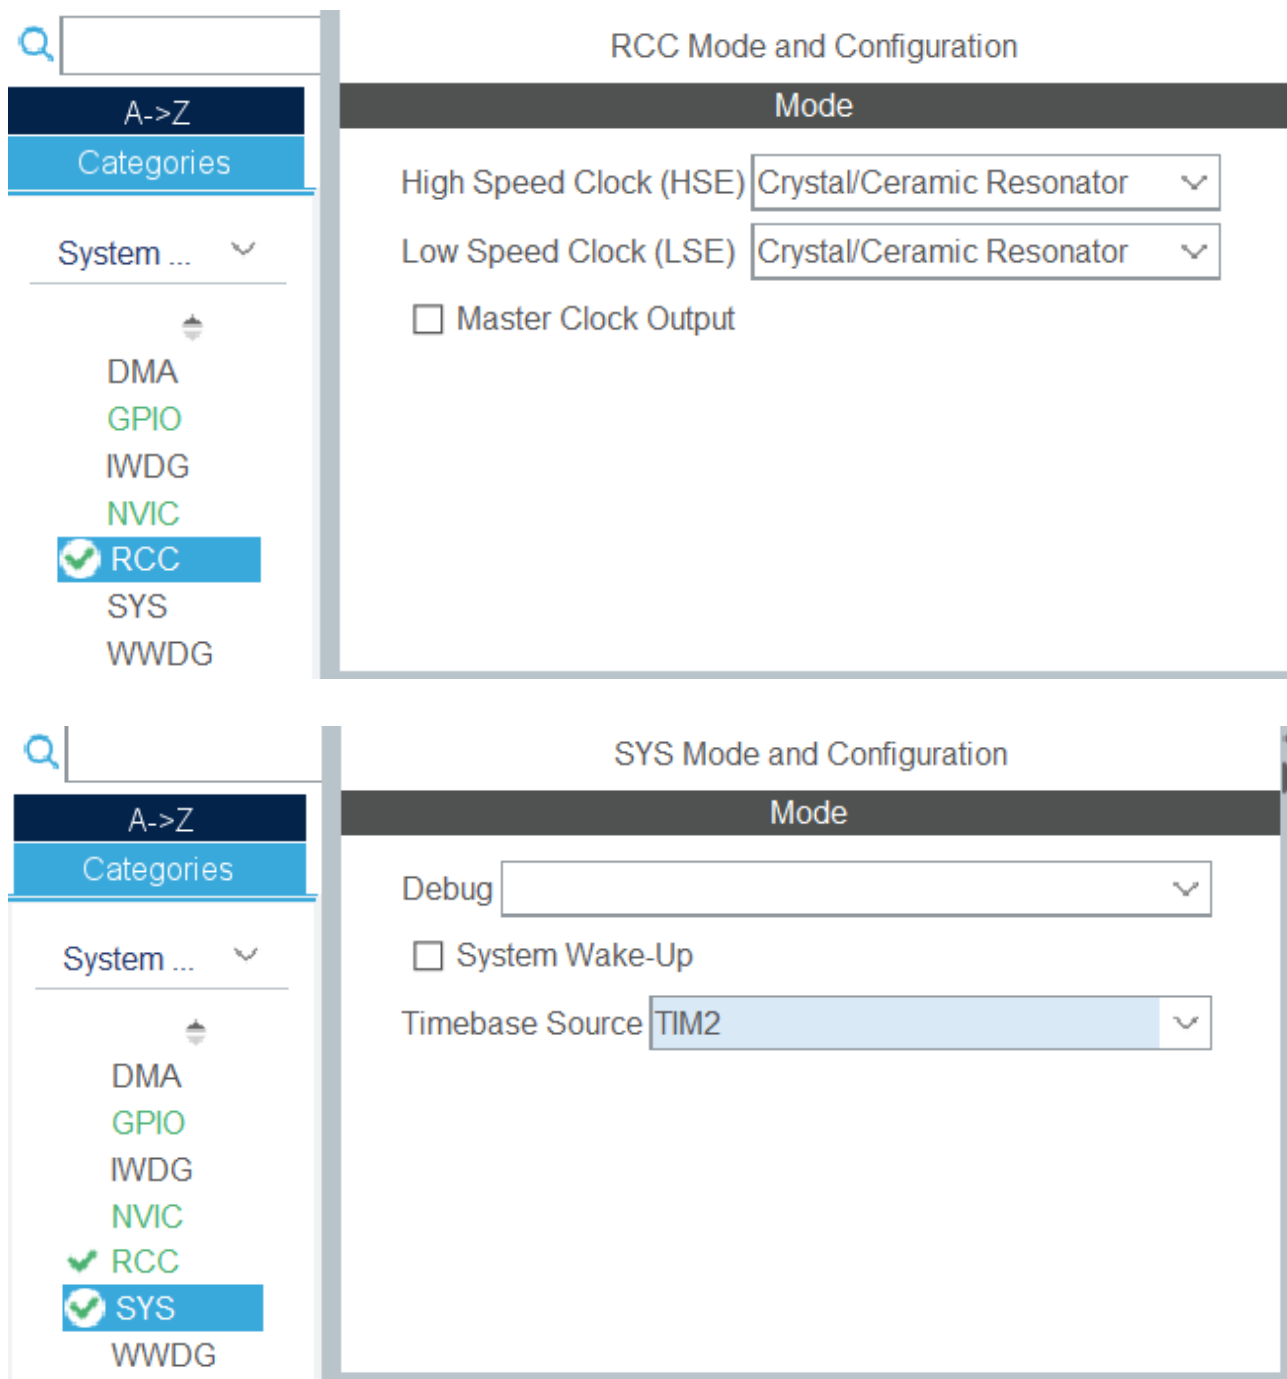 RCC Mode and Configuration
A->Z
Mode
Categories
High Speed Clock (HSE) Crystal/Ceramic Resonator
System ...
Low Speed Clock (LSE) Crystal/Ceramic Resonator
Master Clock Output
DMA
GPIO
IWDG
NVIC
RCC
SYS
WWDG
SYS Mode and Configuration
A->Z
Mode
Categories
Debug
System ...
System Wake-Up
Timebase Source TIM2
DMA
GPIO
IWDG
NVIC
RCC
SYS
WWDG